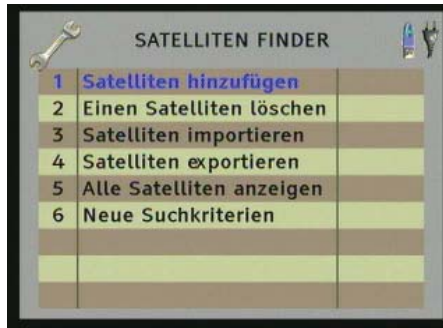 SATELLITEN FINDER
1 Satelliten hinzufügen
2 Einen Satelliten löschen
3 Satelliten importieren
4 Satelliten exportieren
5 Alle Satelliten anzeigen
6 Neue Suchkriterien